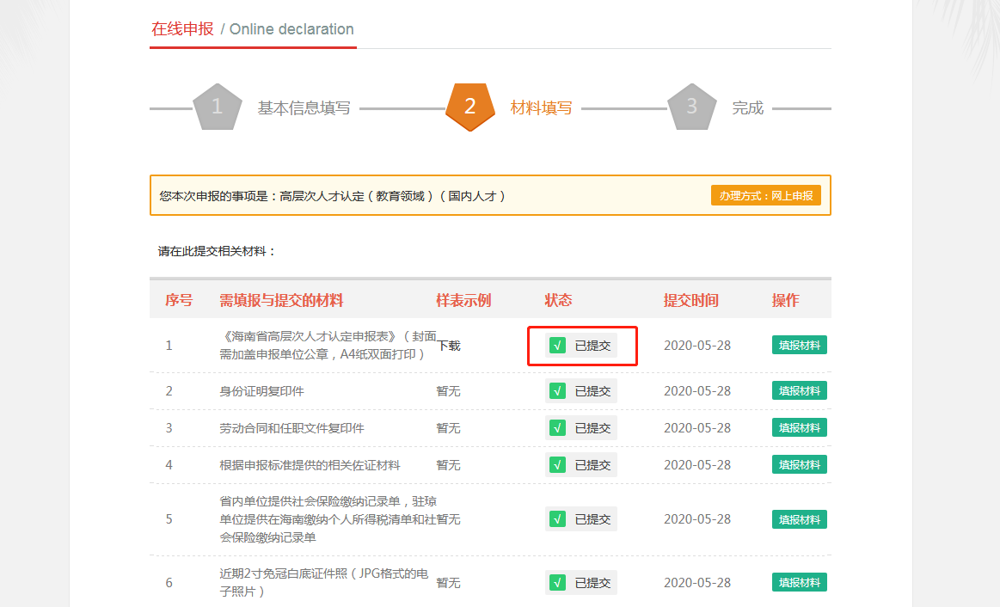 在线申报 / Online declaration
1 基本信息填写 2 材料填写 3 完成
您本次申报的事项是：高层次人才认定（教育领域）（国内人才） 办理方式：网上申报
请在此提交相关材料：
序号 需填报与提交的材料 样表示例 状态 提交时间 操作
《海南省高层次人才认定申报表》（封面
1 下载 √ 已提交 2020-05-28 填报材料
需加盖申报单位公章，A4纸双面打印）
2 身份证明复印件 暂无 √ 已提交 2020-05-28 填报材料
3 劳动合同和任职文件复印件 暂无 √ 已提交 2020-05-28 填报材料
4 根据申报标准提供的相关佐证材料 暂无 √ 已提交 2020-05-28 填报材料
省内单位提供社会保险缴纳记录单，驻琼
5 单位提供在海南缴纳个人所得税清单和社 暂无 √ 已提交 2020-05-28 填报材料
会保险缴纳记录单
近期2寸免冠白底证件照（JPG格式的电
6 暂无 √ 已提交 2020-05-28 填报材料
子照片）